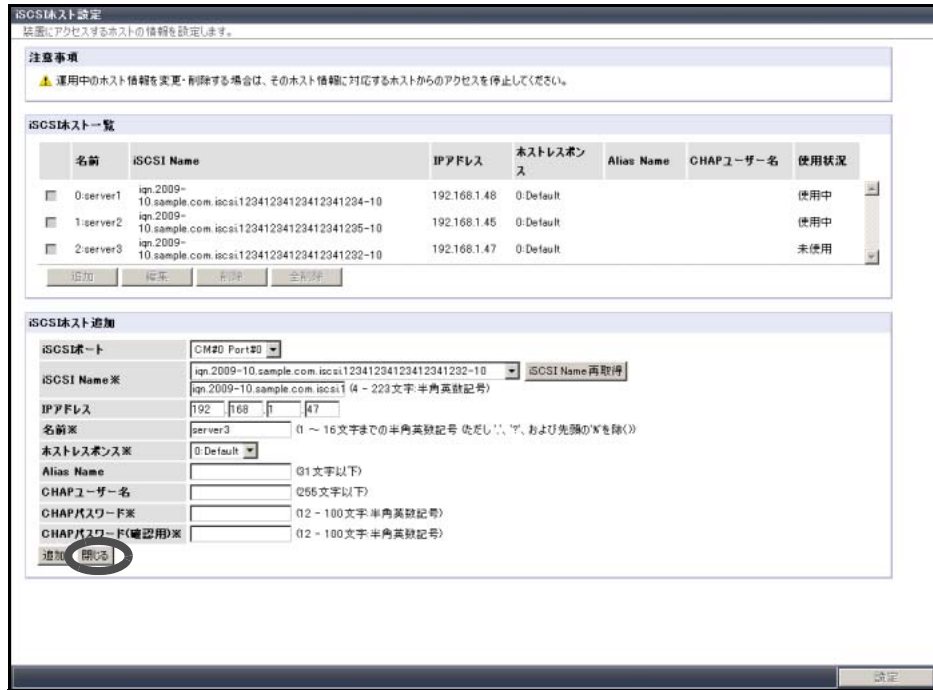 iSCSIホスト設定
装置にアクセスするホストの情報を設定します。
注意事項
運用中のホスト情報を変更・削除する場合は、そのホスト情報に対応するホストからのアクセスを停止してください。
iSCSIホスト一覧
名前 iSCSI Name IPアドレス ホストレスポンス Alias Name CHAPユーザー名 使用状況
0:server1 iqn.2009-10.sample.com.iscsi.12341234123412341234-10 192.168.1.48 0:Default 使用中
1:server2 iqn.2009-10.sample.com.iscsi.12341234123412341235-10 192.168.1.45 0:Default 使用中
2:server3 iqn.2009-10.sample.com.iscsi.12341234123412341232-10 192.168.1.47 0:Default 未使用
追加 編集 削除 全削除
iSCSIホスト追加
iSCSIポート CM#0 Port#0
iSCSI Name※ iqn.2009-10.sample.com.iscsi.12341234123412341232-10 iSCSI Name再取得
iqn.2009-10.sample.com.iscsi.1 (4 - 223文字:半角英数記号)
IPアドレス 192 .168 .1 .47
名前※ server3 (1 ～ 16文字までの半角英数記号 (ただし ','、'?'、および先頭の'%'を除く))
ホストレスポンス※ 0:Default
Alias Name (31文字以下)
CHAPユーザー名 (255文字以下)
CHAPパスワード※ (12 - 100文字:半角英数記号)
CHAPパスワード(確認用)※ (12 - 100文字:半角英数記号)
追加 閉じる
設定